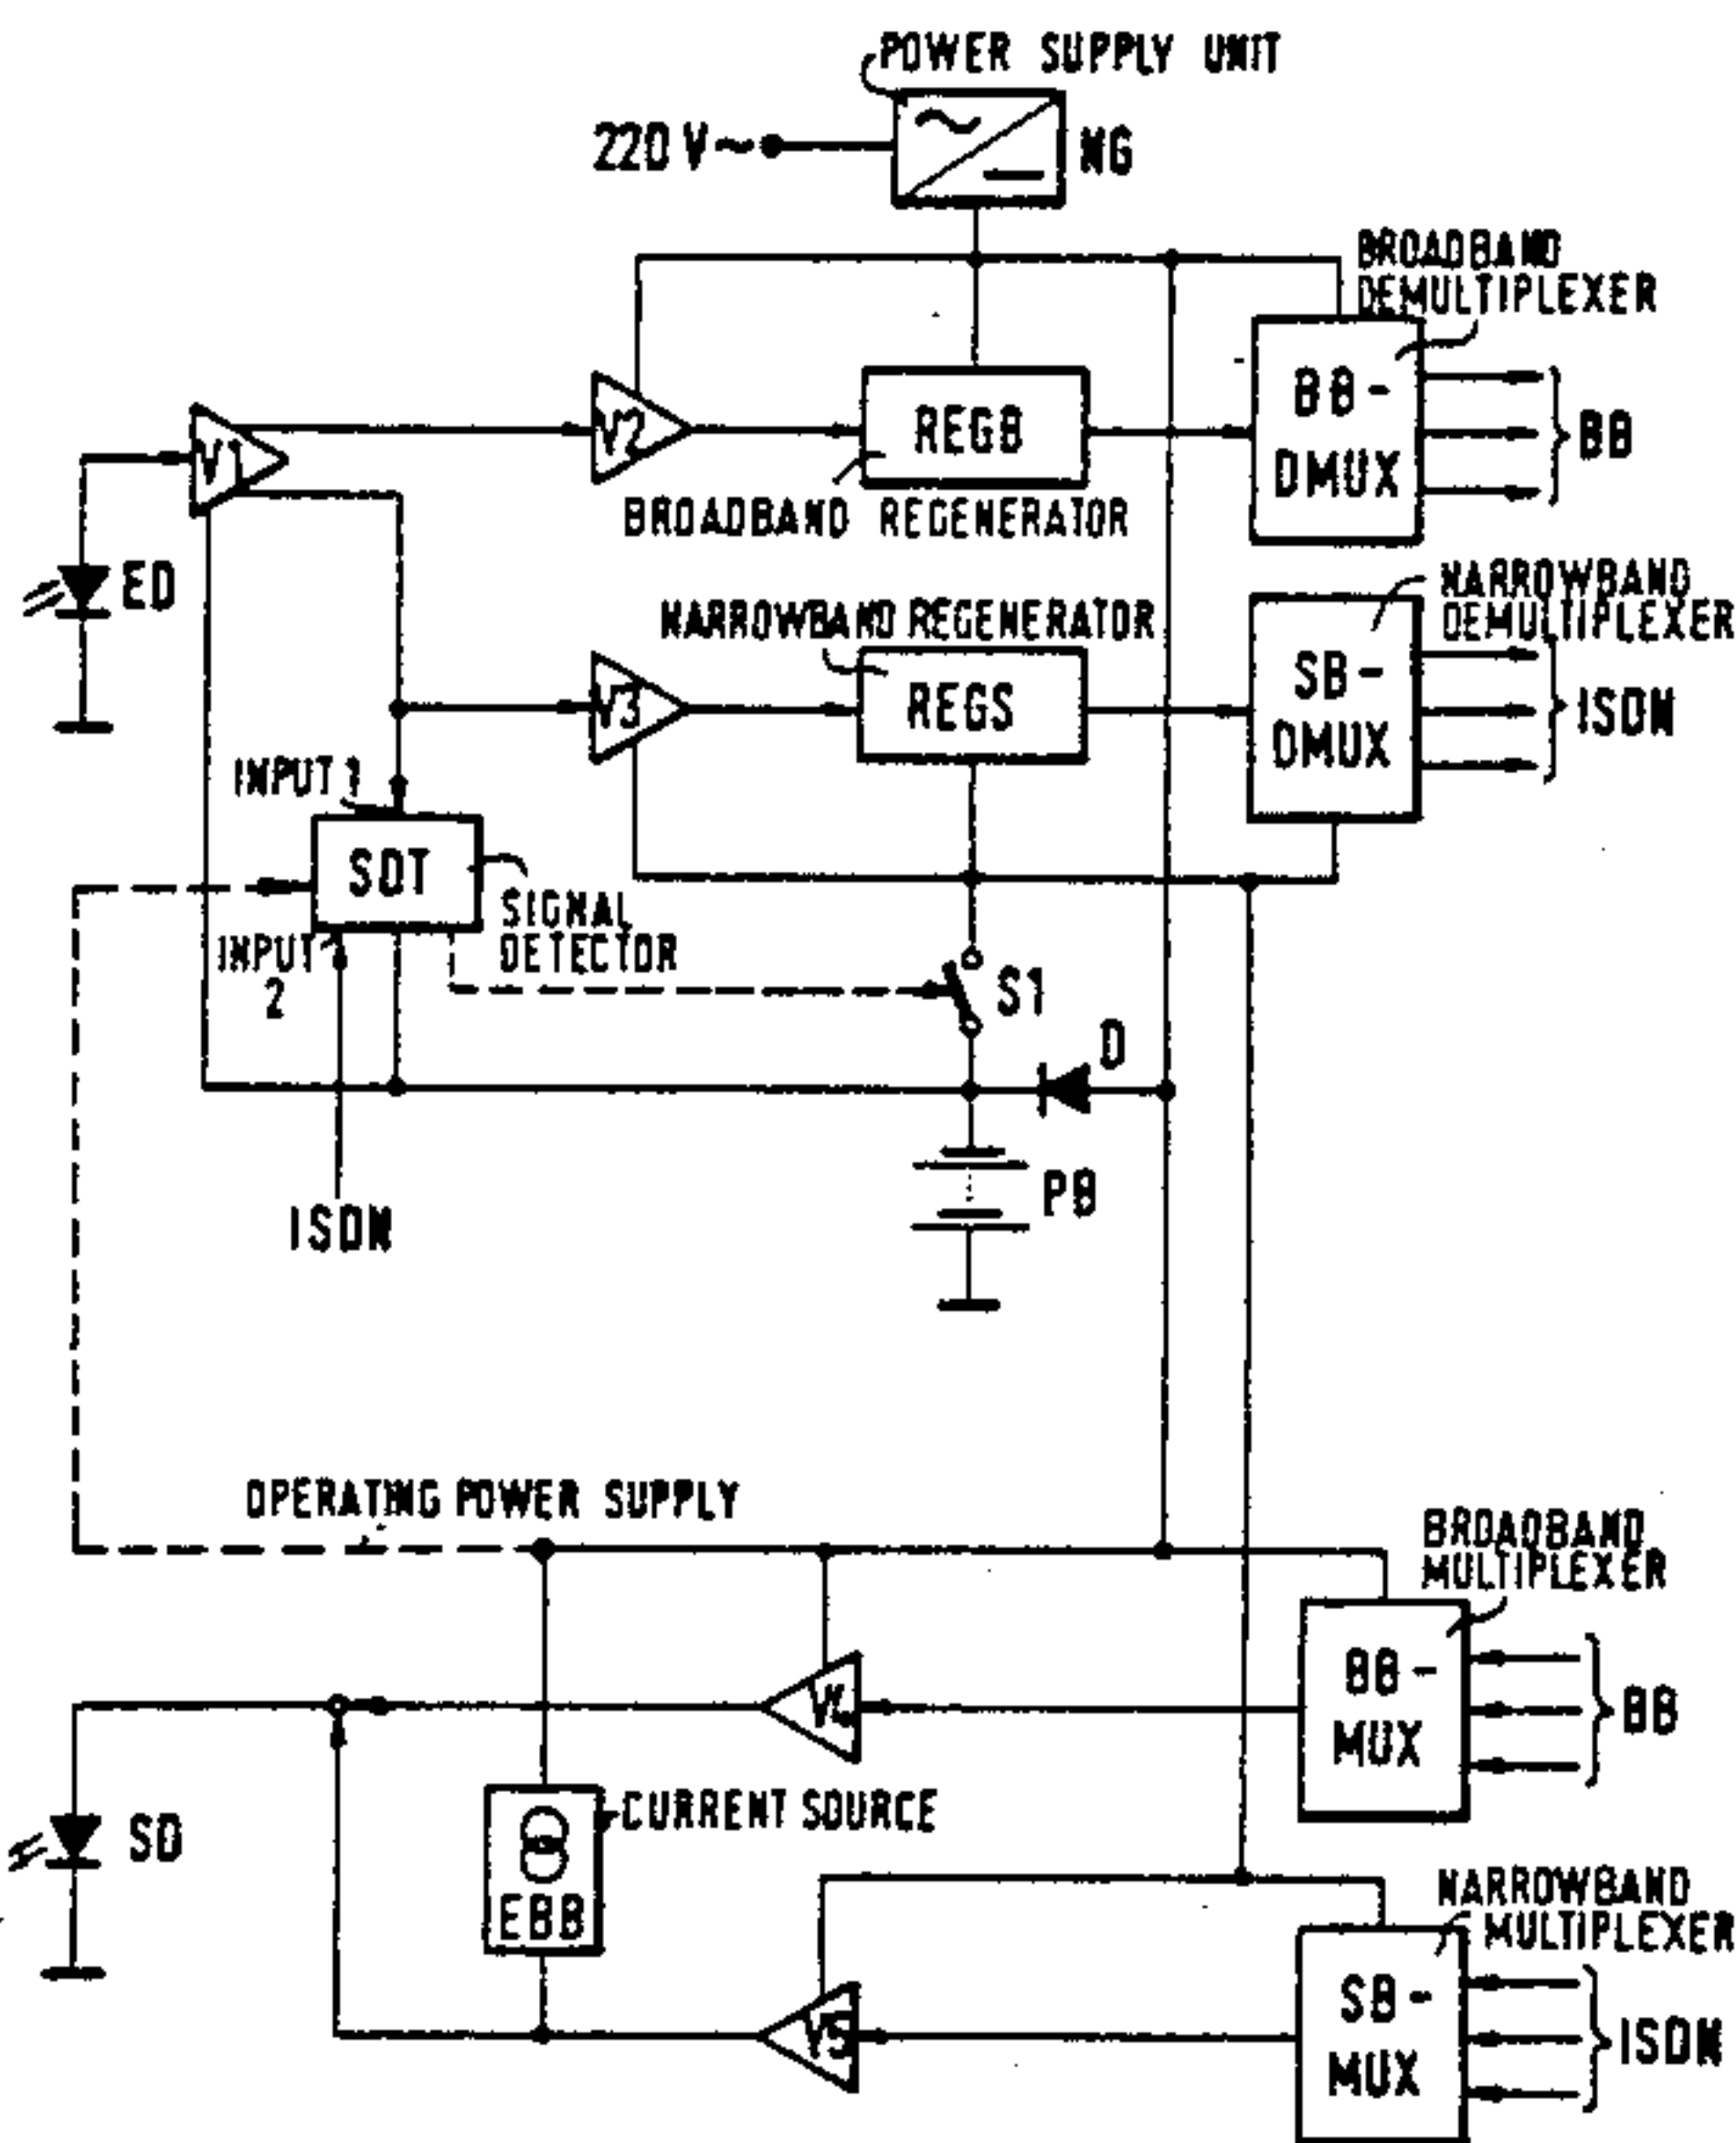 POWER SUPPLY UNIT
220 V ~
NG
BROADBAND
DEMULTIPLEXER
V1
V2
REGB
BB-
DMUX
BB
BROADBAND REGENERATOR
ED
NARROWBAND REGENERATOR
NARROWBAND
DEMULTIPLEXER
V3
REGS
SB-
DMUX
ISDN
INPUT 1
SDT
SIGNAL
DETECTOR
INPUT
2
S1
D
PB
ISDN
OPERATING POWER SUPPLY
BROADBAND
MULTIPLEXER
V4
BB-
MUX
BB
SD
CURRENT SOURCE
EBB
NARROWBAND
MULTIPLEXER
V5
SB-
MUX
ISDN